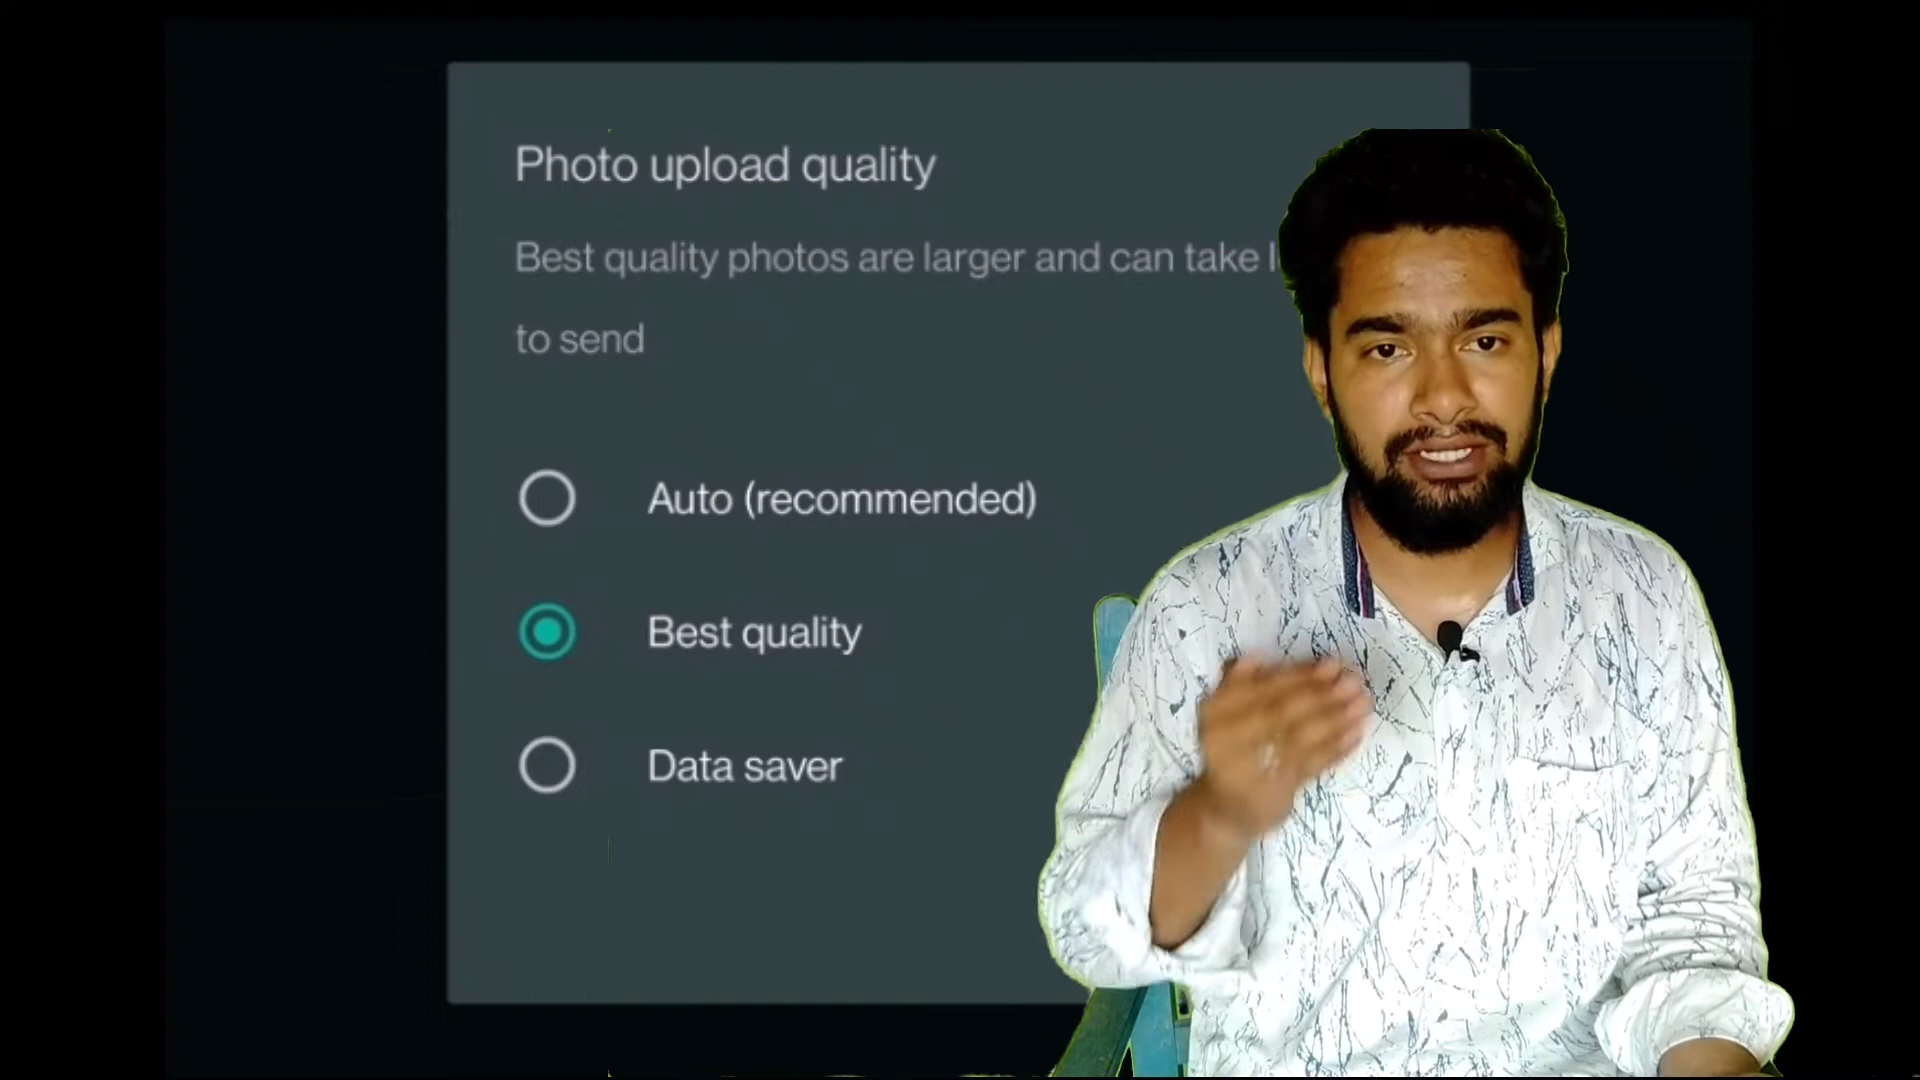 Photo upload quality
Best quality photos are larger and can take
to send
Auto (recommended)
Best quality
Data saver